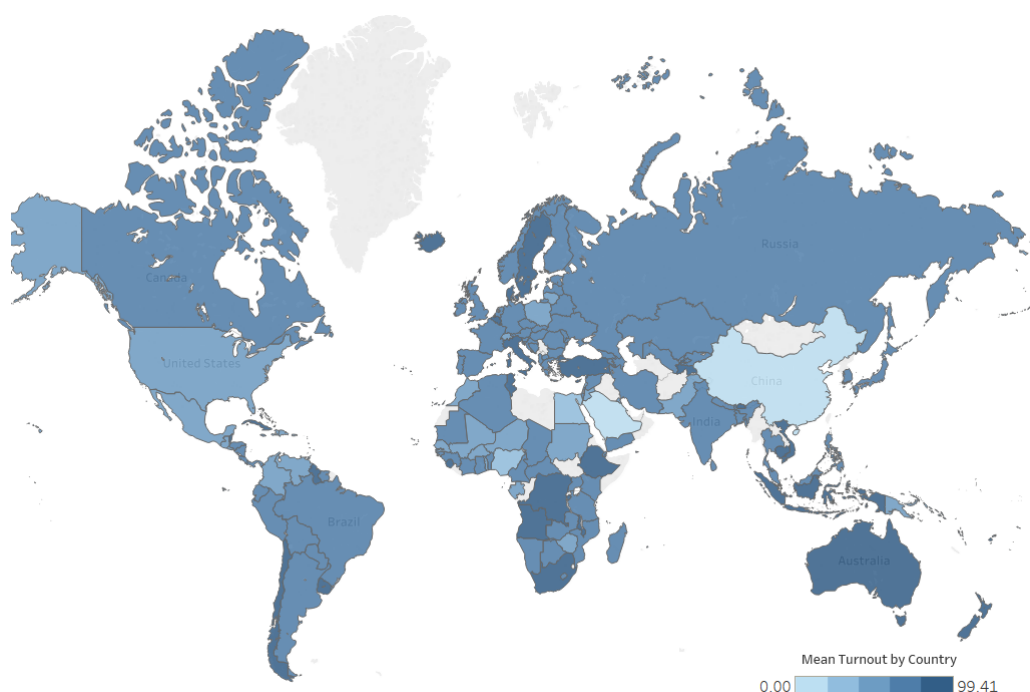 Russia
Canada
United States
China
India
Brazil
Australia
Mean Turnout by Country
0.00 99.41